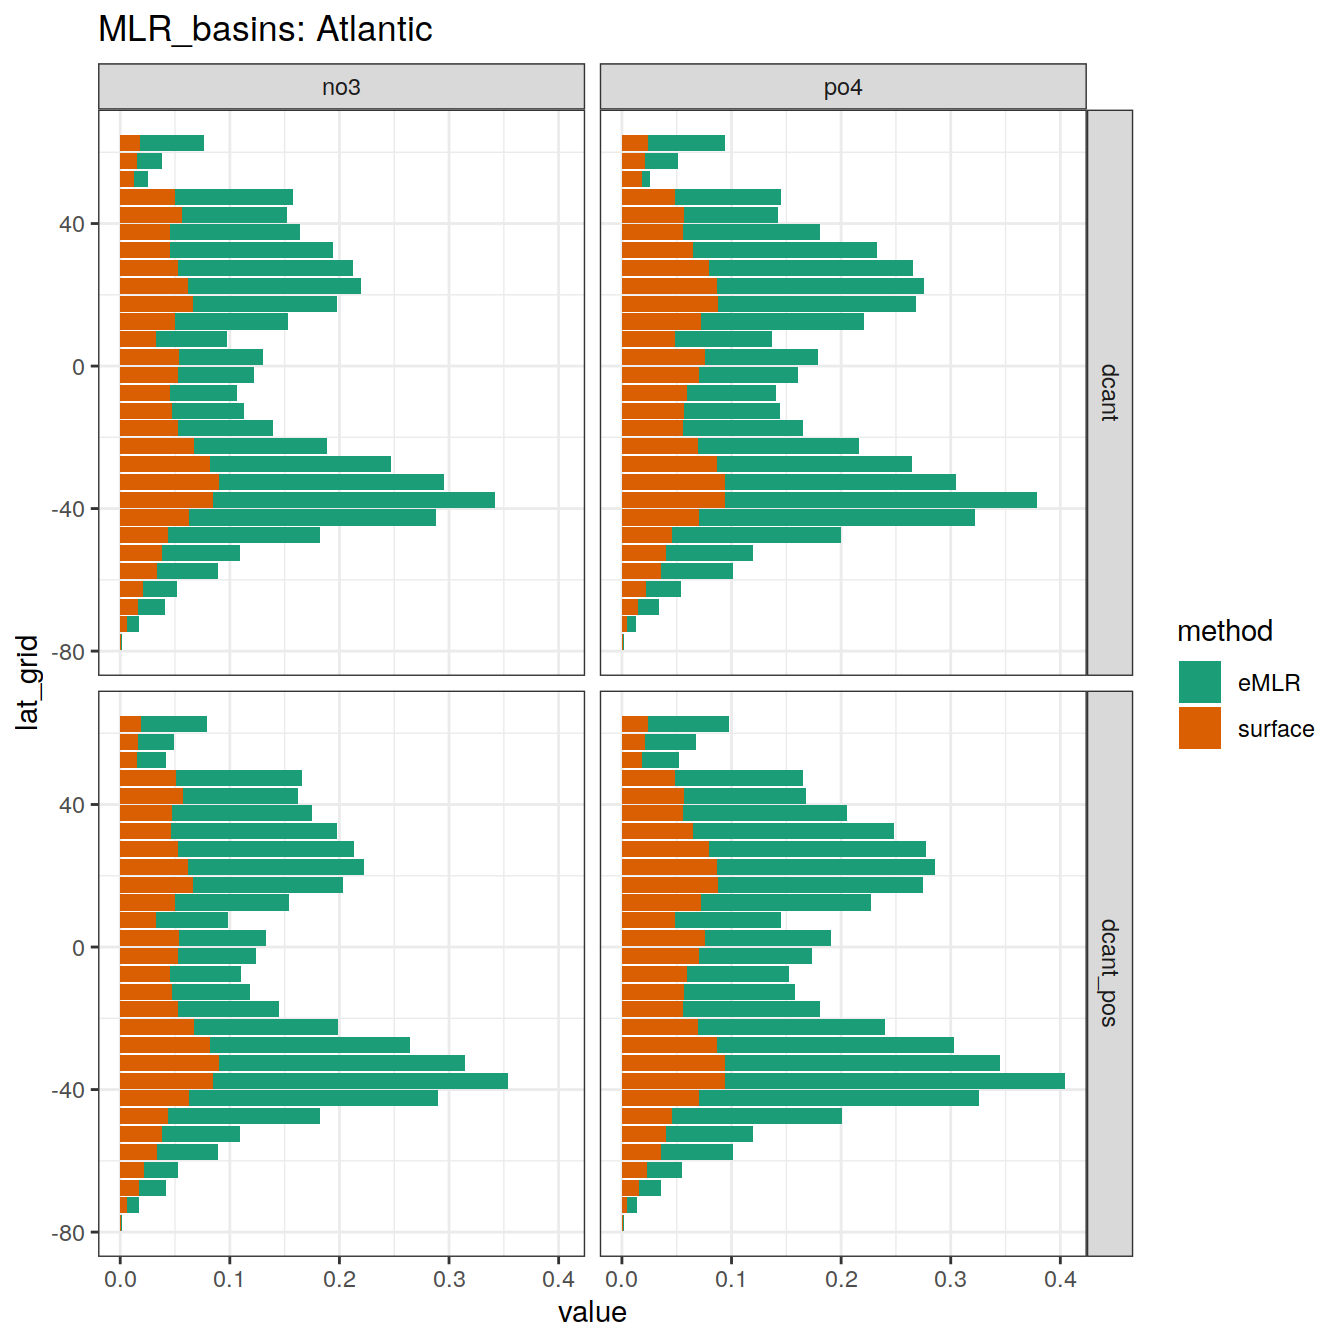 MLR_basins: Atlantic
no3
po4
40
0
-40
-80
dcant
40
0
-40
-80
dcant_pos
lat_grid
0.0 0.1 0.2 0.3 0.4
0.0 0.1 0.2 0.3 0.4
value
method
eMLR
surface